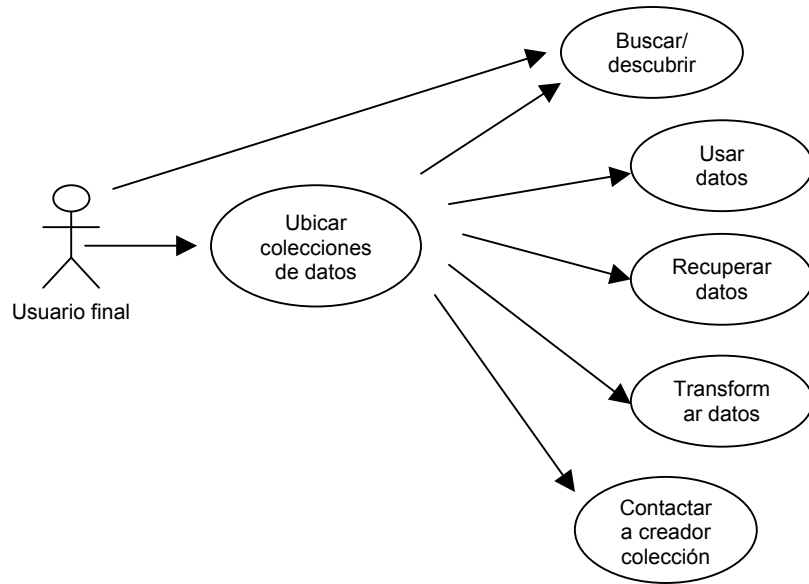 Buscar/
descubrir
Usar
datos
Ubicar
colecciones
de datos
Recuperar
datos
Usuario final
Transform
ar datos
Contactar
a creador
colección